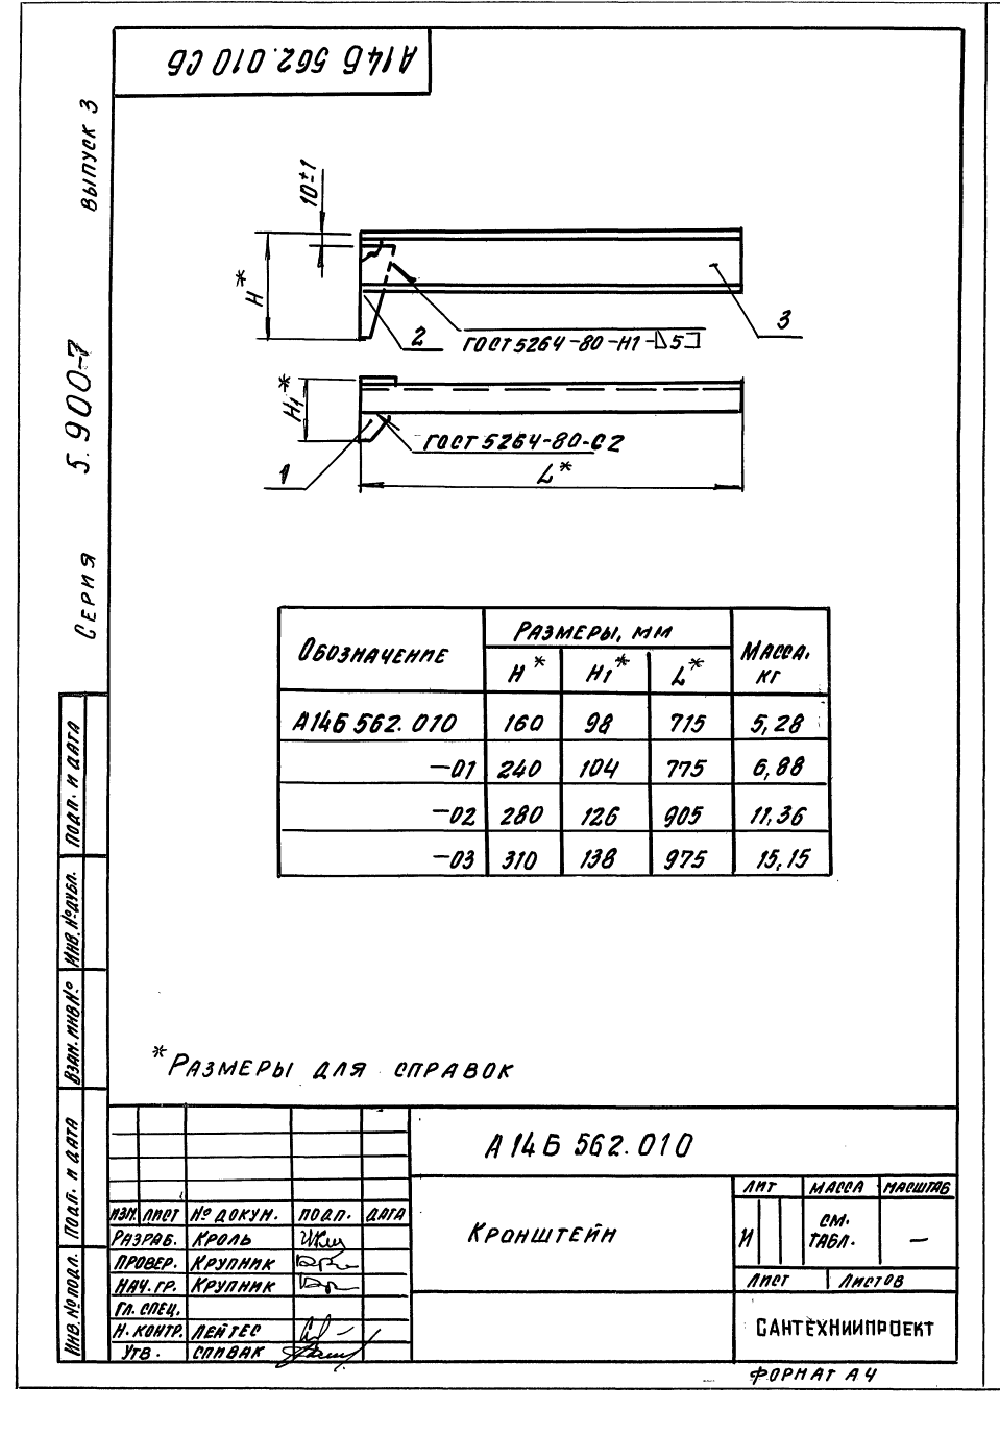 А14Б 562.010 СБ
Выпуск 3
Серия 5.900-7
10±1
H*
2
3
ГОСТ 5264-80-Н1-◺5⊐
H1*
1
ГОСТ 5264-80-С2
L*
Обозначение Размеры, мм Масса, кг
H* H1* L*
А14Б 562.010 160 98 715 5,28
-01 240 104 775 6,88
-02 280 126 905 11,36
-03 310 138 975 15,15
*Размеры для справок
Подп. и дата
Инв. № дубл.
Взам. инв. №
Подп. и дата
Инв. № подл.
А14Б 562.010
Изм. Лист № докум. Подп. Дата
Разраб. Кроль
Провер. Крупник
Нач. гр. Крупник
Гл. спец.
Н. контр. Лейтес
Утв. Спивак
Кронштейн
Лит Масса Масштаб
И см. табл. —
Лист Листов
САНТЕХНИИПРОЕКТ
Формат А4